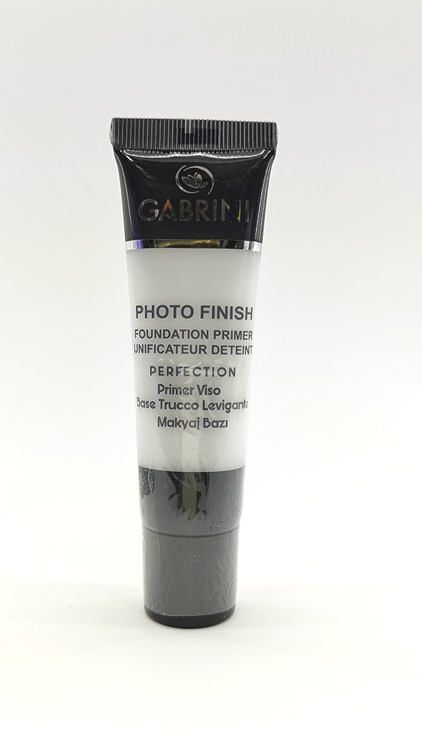 GABRINI
PHOTO FINISH
FOUNDATION PRIMER
UNIFICATEUR DETEINT
PERFECTION
Primer Viso
Base Trucco Levigante
Makyaj Bazı